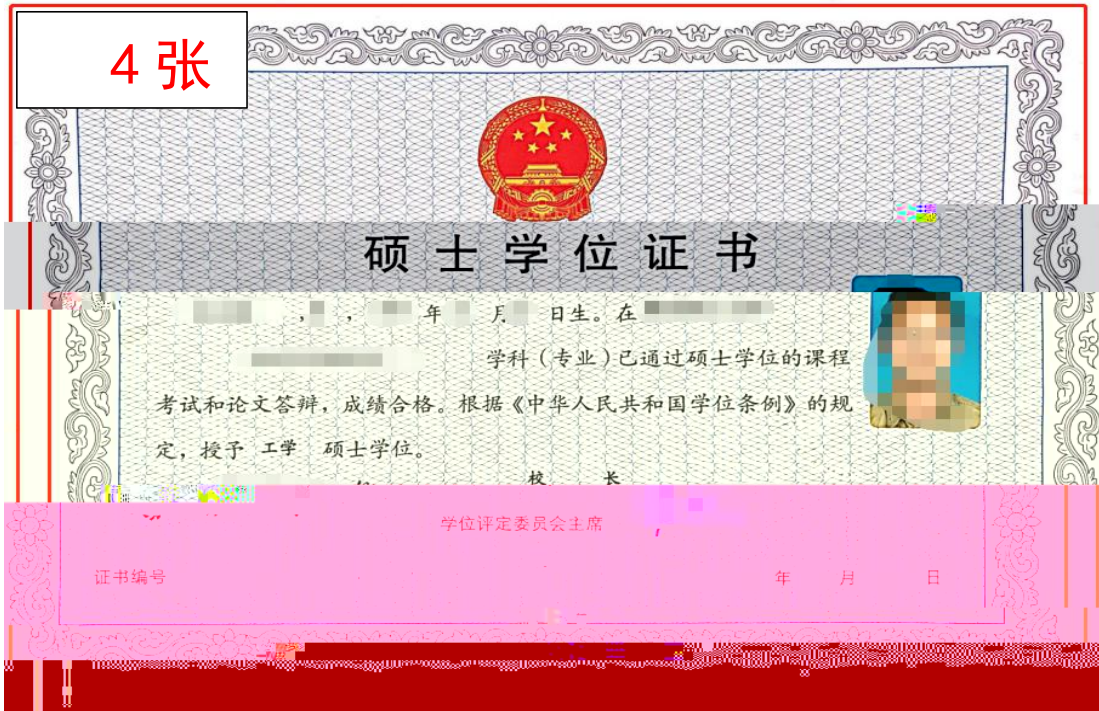 4张
硕士学位证书
, , 年 月 日生。在
学科(专业)已通过硕士学位的课程
考试和论文答辩,成绩合格。根据《中华人民共和国学位条例》的规
定,授予 工学 硕士学位。
校 长
学位评定委员会主席
证书编号 年 月 日